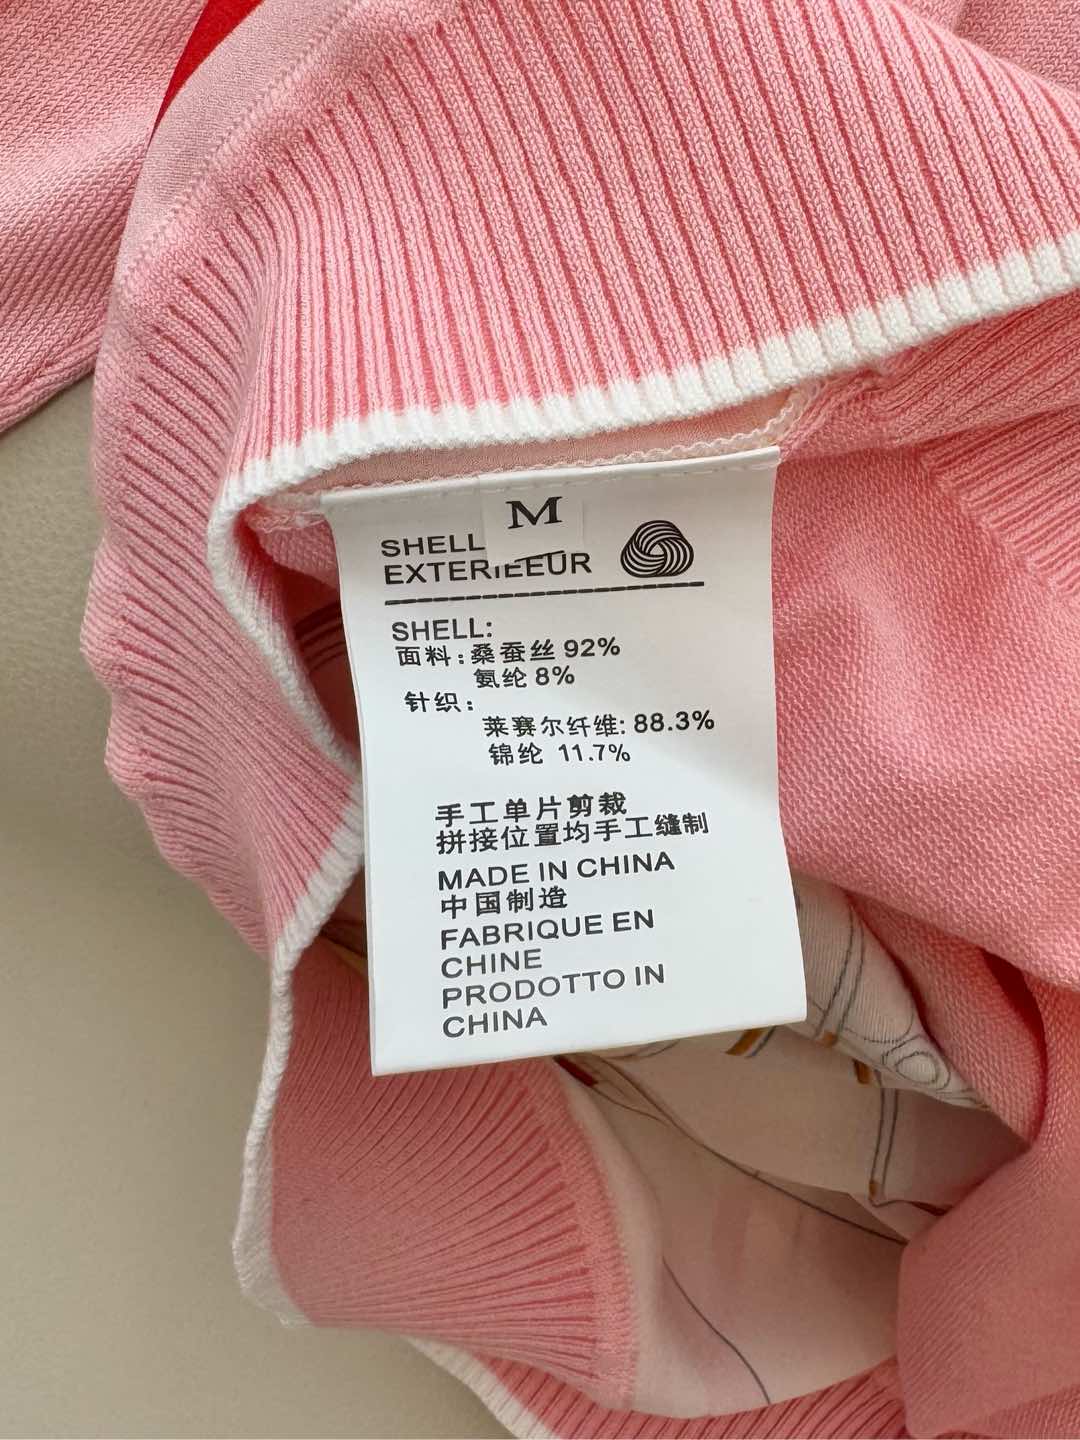 M
SHELL
EXTERIEEUR
SHELL:
面料：桑蚕丝 92%
氨纶 8%
针织：
莱赛尔纤维: 88.3%
锦纶 11.7%
手工单片剪裁
拼接位置均手工缝制
MADE IN CHINA
中国制造
FABRIQUE EN
CHINE
PRODOTTO IN
CHINA